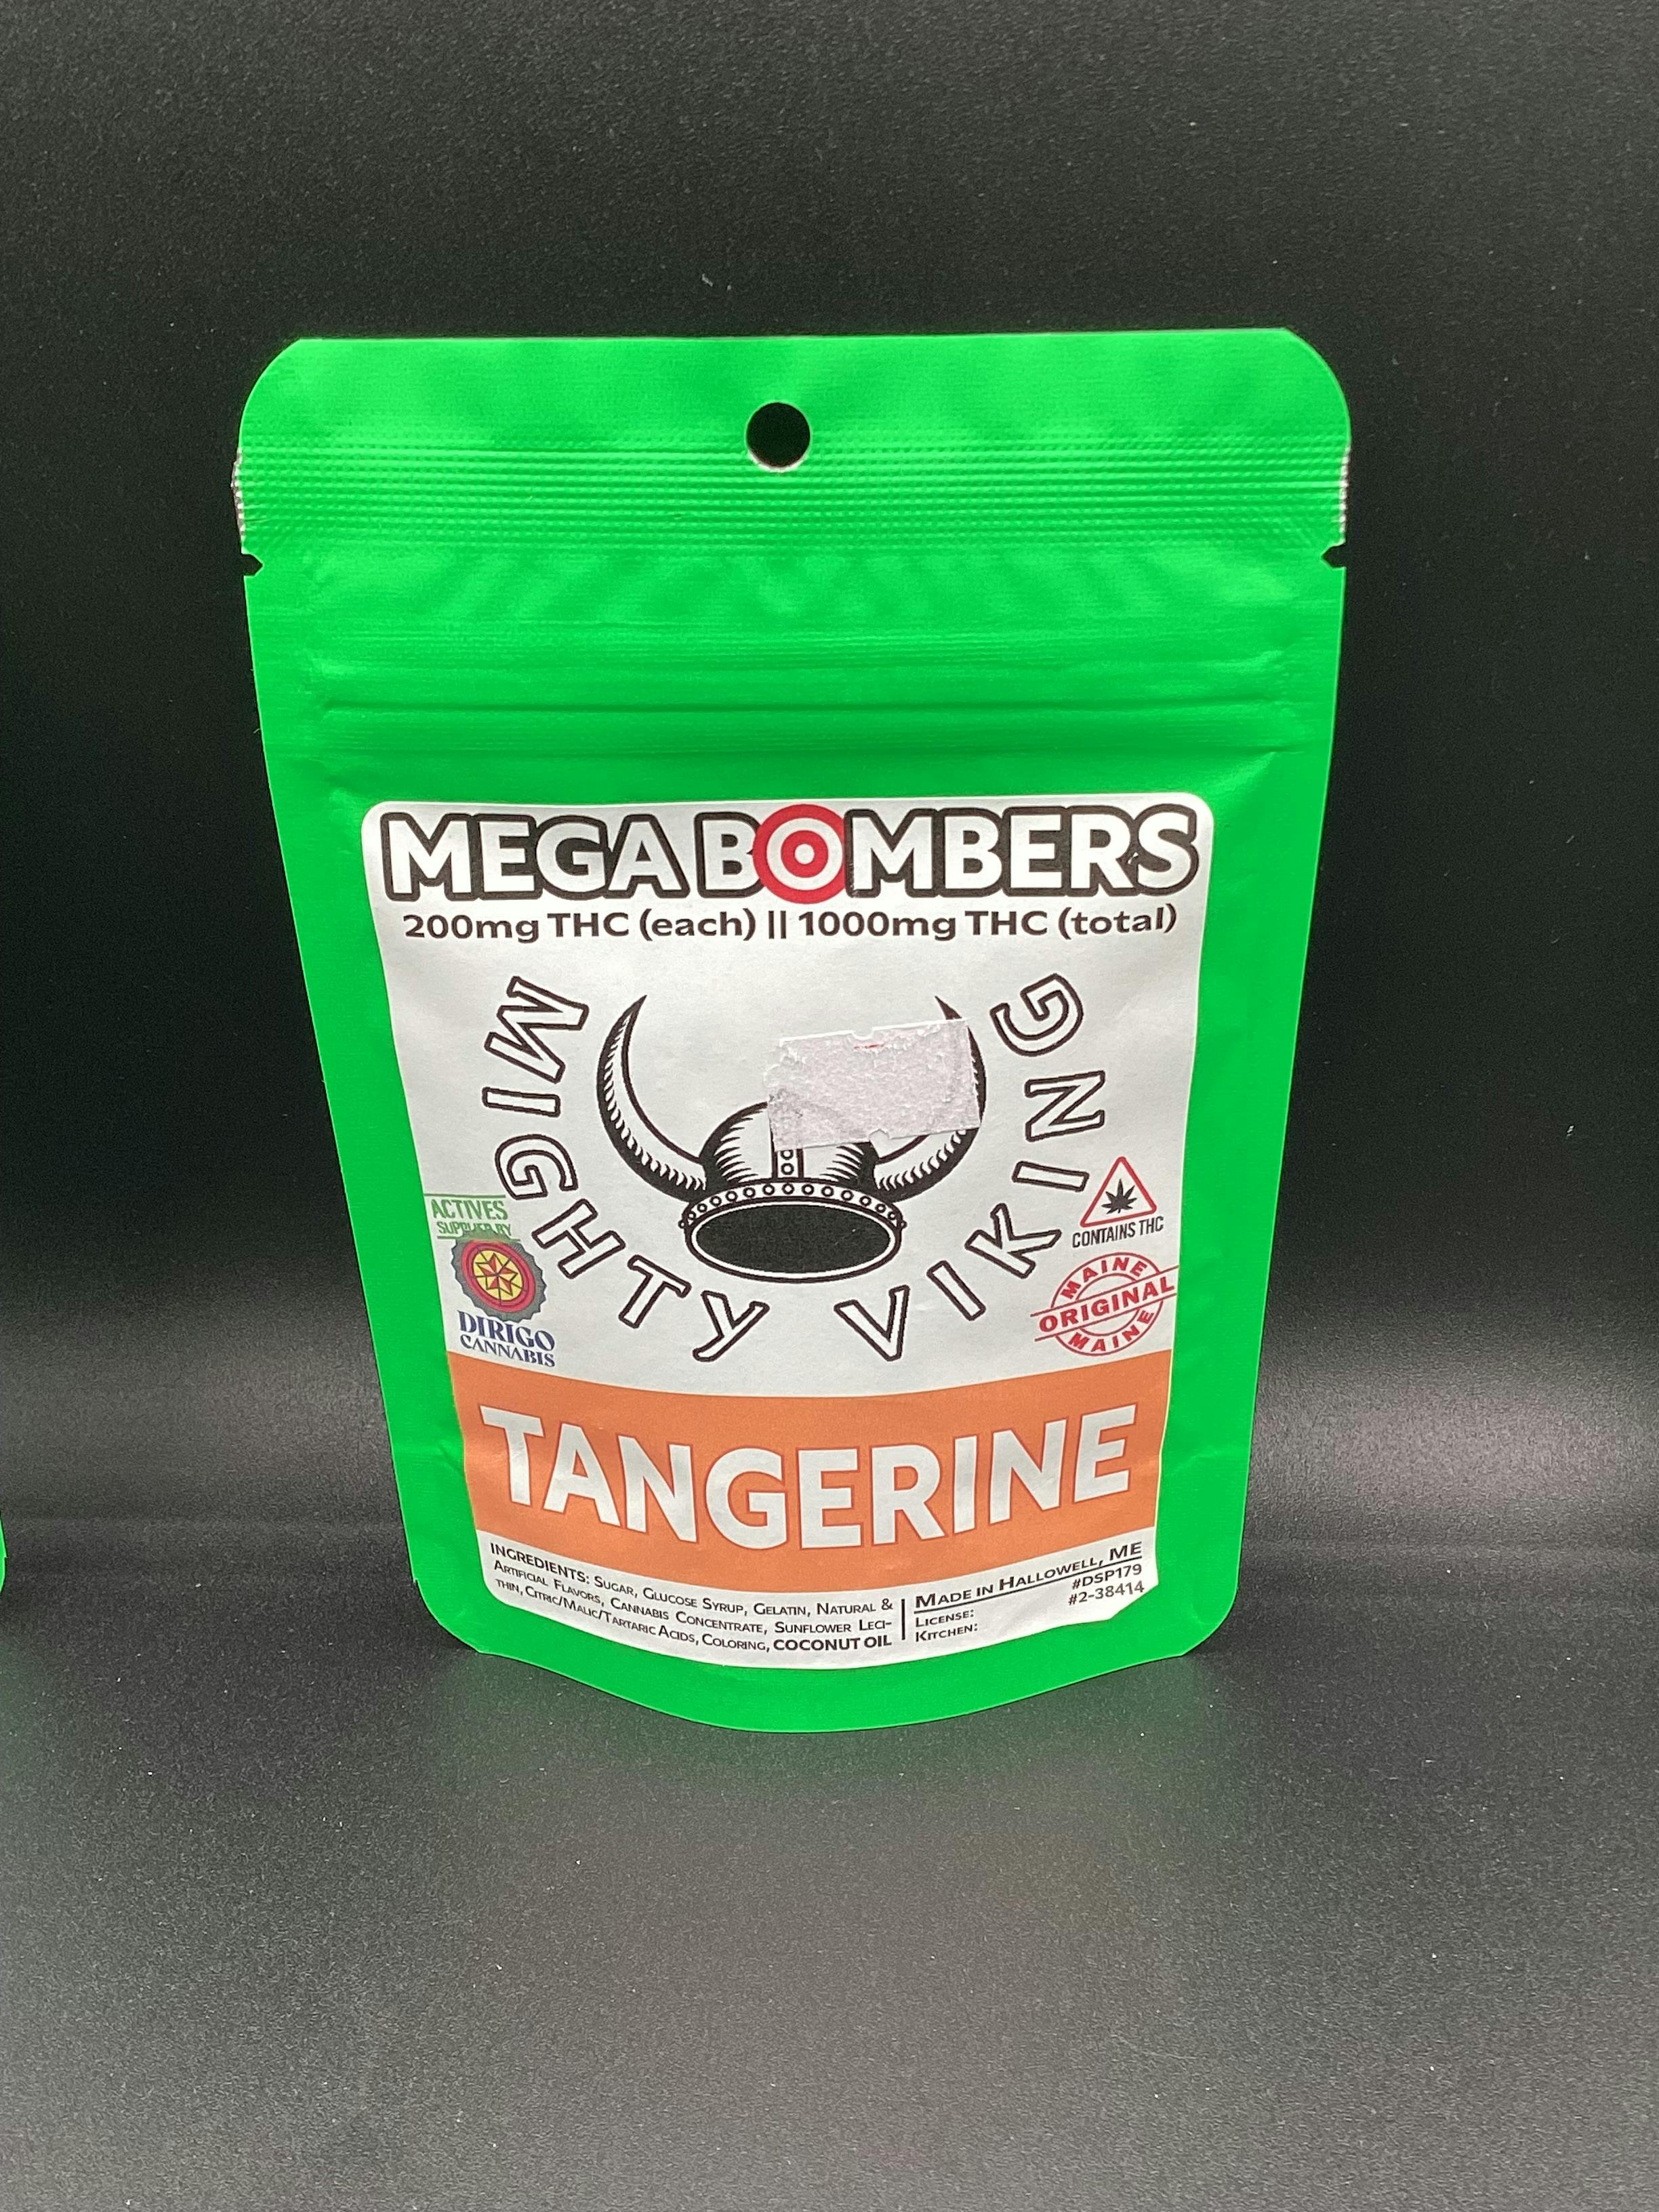 MEGA BOMBERS
200mg THC (each) || 1000mg THC (total)
MIGHTY VIKING
ACTIVES
SUPPLIED BY
DIRIGO
CANNABIS
CONTAINS THC
MAINE
ORIGINAL
MAINE
TANGERINE
INGREDIENTS: SUGAR, GLUCOSE SYRUP, GELATIN, NATURAL &
ARTIFICIAL FLAVORS, CANNABIS CONCENTRATE, SUNFLOWER LECI-
THIN, CITRIC/MALIC/TARTARIC ACIDS, COLORING, COCONUT OIL
MADE IN HALLOWELL, ME
LICENSE: #DSP179
KITCHEN: #2-38414